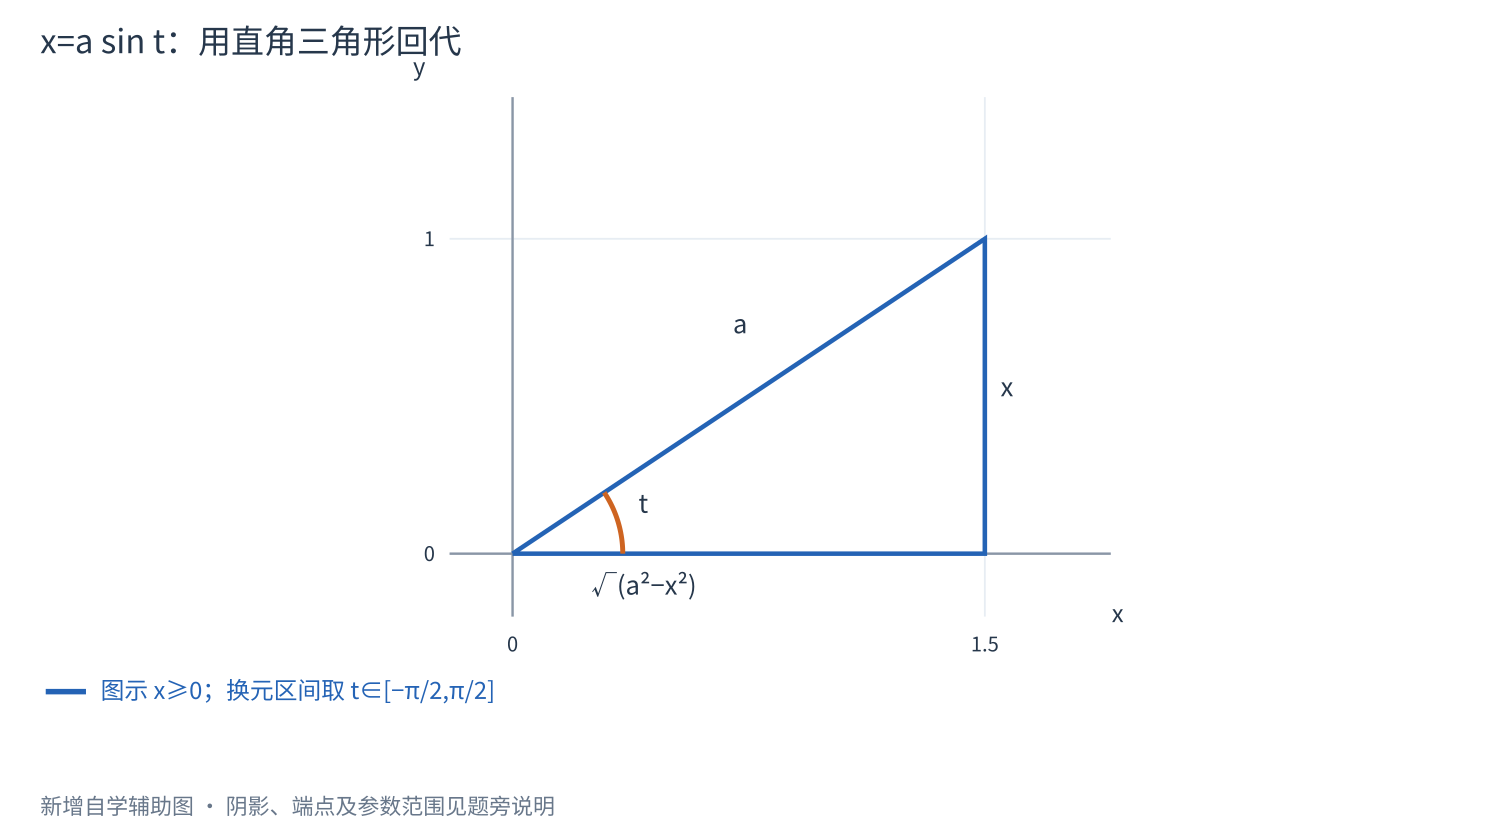 x=a sin t：用直角三角形回代
y
1
a
x
t
0
√(a²−x²)
x
0
1.5
图示 x≥0；换元区间取 t∈[−π/2,π/2]
新增自学辅助图 · 阴影、端点及参数范围见题旁说明